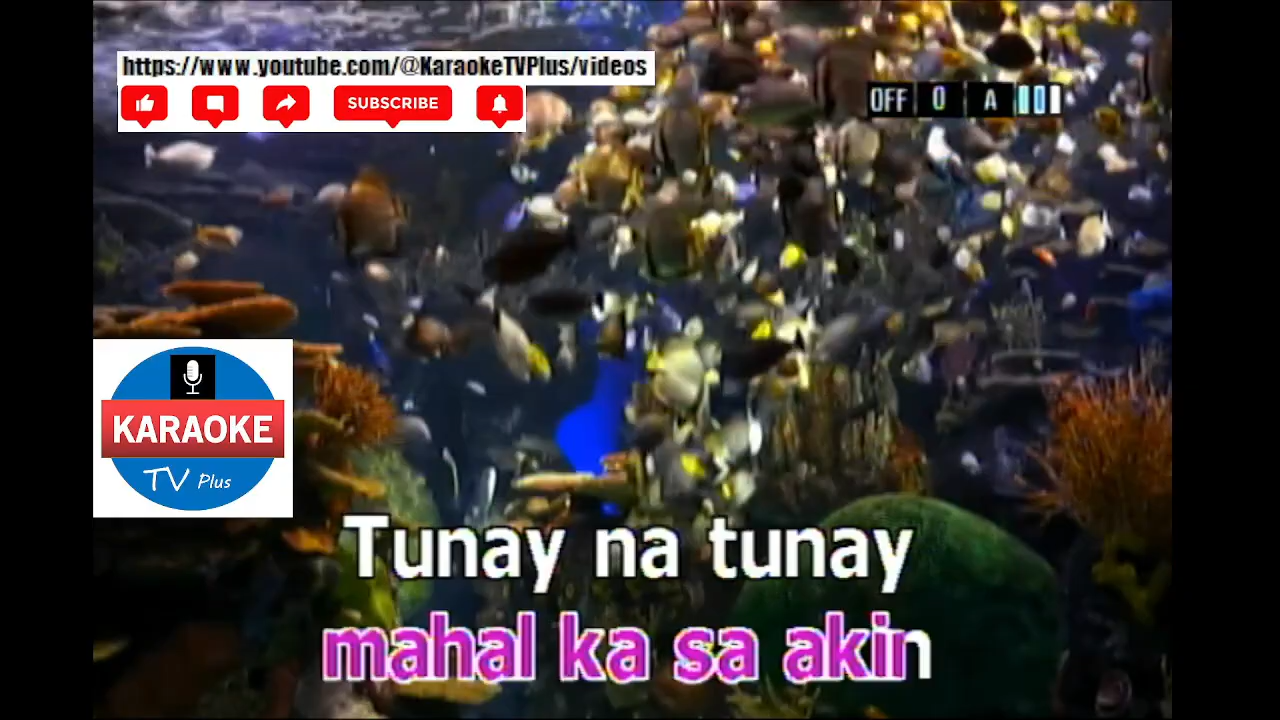 https://www.youtube.com/@KaraokeTVPlus/videos
SUBSCRIBE
OFF 0 A
KARAOKE
TV Plus
Tunay na tunay
mahal ka sa akin